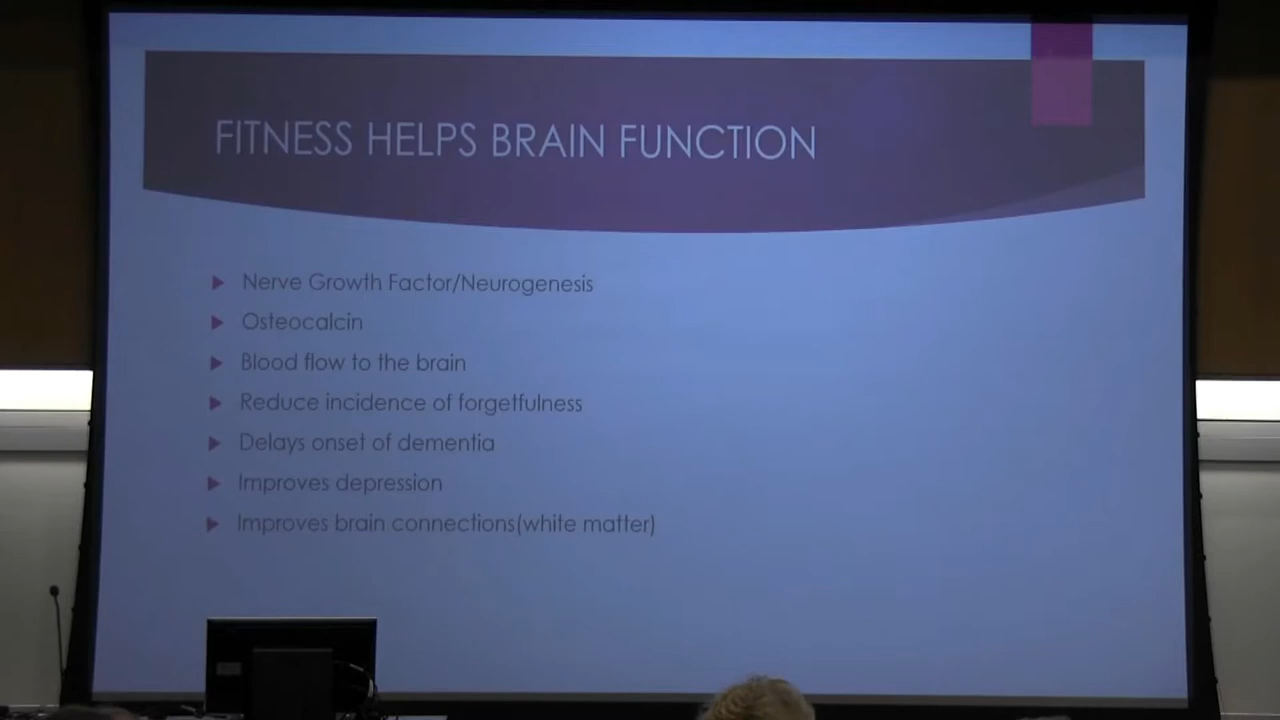 FITNESS HELPS BRAIN FUNCTION
Nerve Growth Factor/Neurogenesis
Osteocalcin
Blood flow to the brain
Reduce incidence of forgetfulness
Delays onset of dementia
Improves depression
Improves brain connections(white matter)